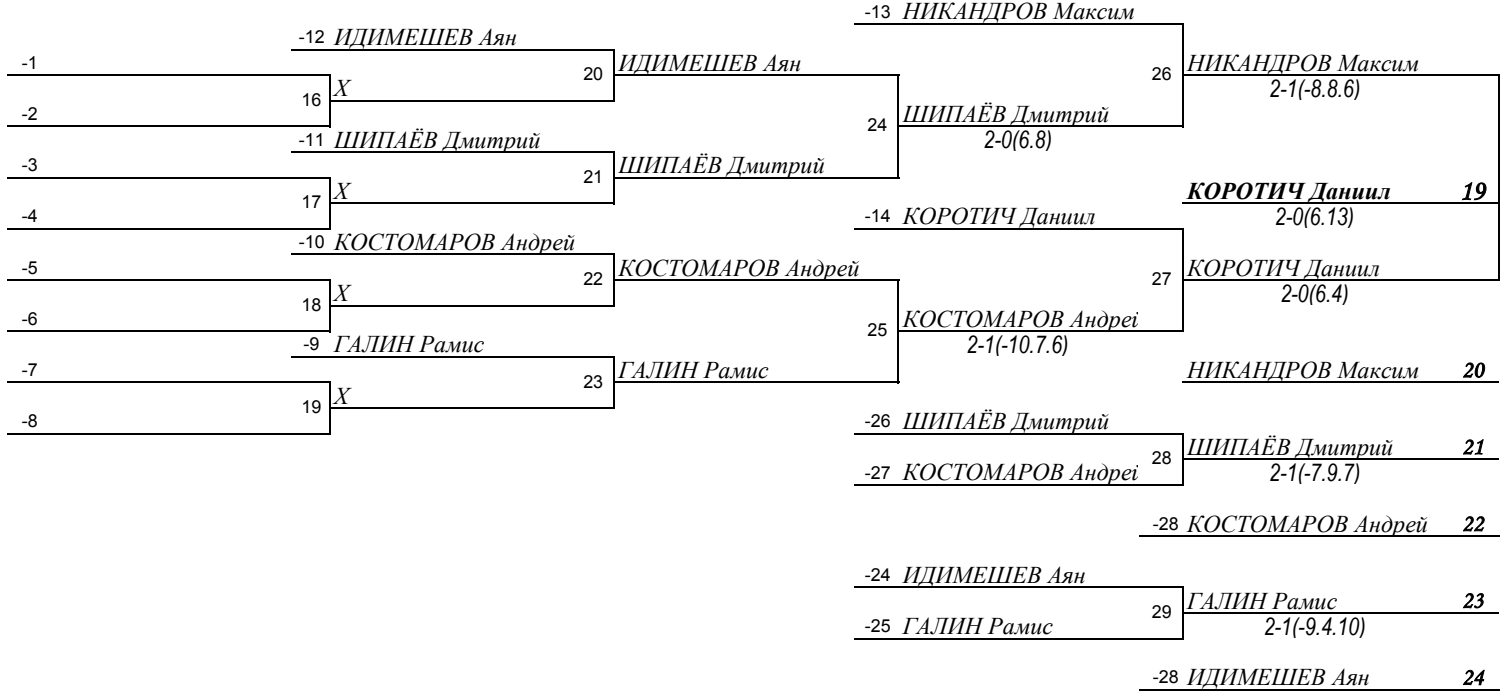 -13 НИКАНДРОВ Максим
-12 ИДИМЕШЕВ Аян
-1 20 ИДИМЕШЕВ Аян 26 НИКАНДРОВ Максим
16 Х 2-1(-8.8.6)
-2 24 ШИПАЁВ Дмитрий
-11 ШИПАЁВ Дмитрий 2-0(6.8)
-3 21 ШИПАЁВ Дмитрий
17 Х КОРОТИЧ Даниил 19
-4 -14 КОРОТИЧ Даниил 2-0(6.13)
-10 КОСТОМАРОВ Андрей
-5 22 КОСТОМАРОВ Андрей 27 КОРОТИЧ Даниил
18 Х 2-0(6.4)
-6 25 КОСТОМАРОВ Андрей
-9 ГАЛИН Рамис 2-1(-10.7.6)
-7 23 ГАЛИН Рамис НИКАНДРОВ Максим 20
19 Х
-8 -26 ШИПАЁВ Дмитрий
28 ШИПАЁВ Дмитрий 21
-27 КОСТОМАРОВ Андрей 2-1(-7.9.7)
-28 КОСТОМАРОВ Андрей 22
-24 ИДИМЕШЕВ Аян
29 ГАЛИН Рамис 23
-25 ГАЛИН Рамис 2-1(-9.4.10)
-28 ИДИМЕШЕВ Аян 24